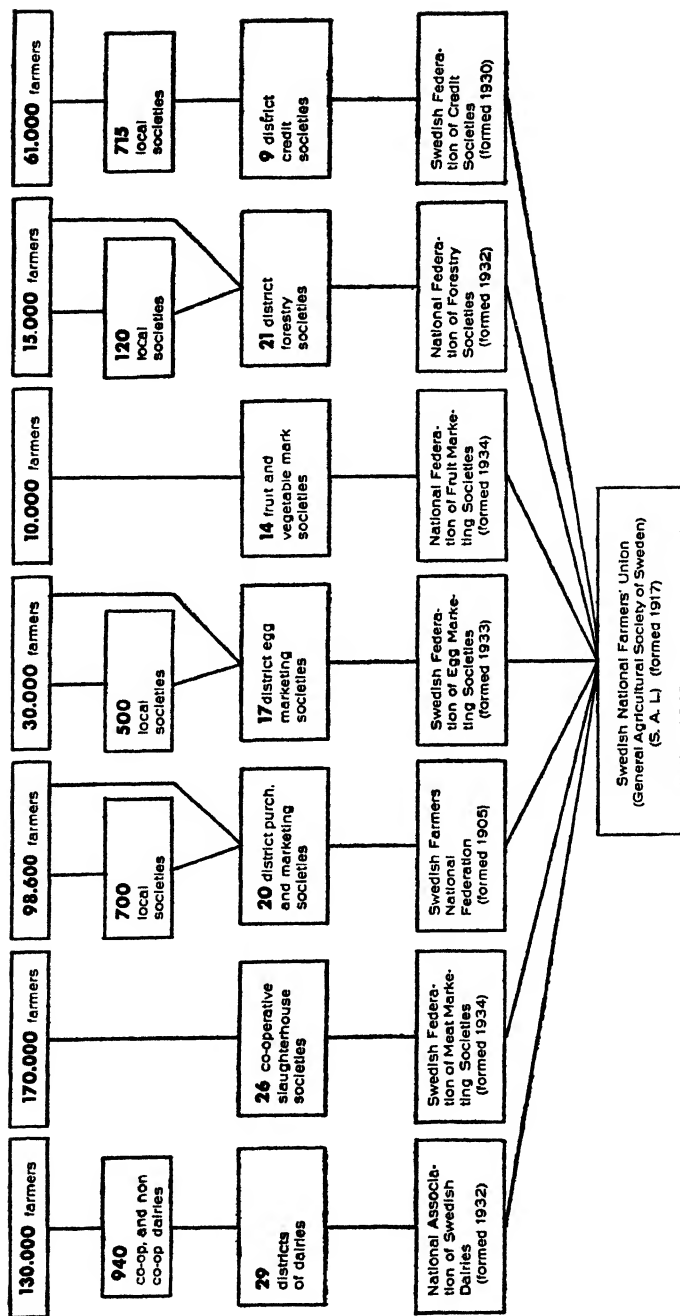 130.000 farmers
170.000 farmers
98.600 farmers
30.000 farmers
10.000 farmers
15.000 farmers
61.000 farmers
940
co-op, and non
co-op dairies
700
local
societies
500
local
societies
120
local
societies
715
local
societies
29
districts
of dairies
26 co-operative
slaughterhouse
societies
20 district purch.
and marketing
societies
17 district egg
marketing
societies
14 fruit and
vegetable mark
societies
21 district
forestry
societies
9 district
credit
societies
National Associa-
tion of Swedish
Dairies
(formed 1932)
Swedish Federa-
tion of Meat Marke-
ting Societies
(formed 1934)
Swedish Farmers
National
Federation
(formed 1905)
Swedish Federa-
tion of Egg Marke-
ting Societies
(formed 1933)
National Federa-
tion of Fruit Marke-
ting Societies
(formed 1934)
National Federa-
tion of Forestry
Societies
(formed 1932)
Swedish Federa-
tion of Credit
Societies
(formed 1930)
Swedish National Farmers' Union
(General Agricultural Society of Sweden)
(S. A. L.) (formed 1917)